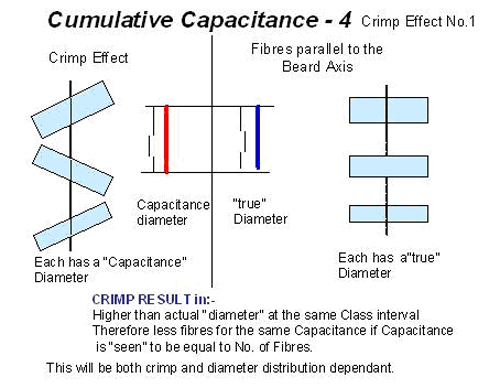 Cumulative Capacitance - 4 Crimp Effect No.1
Crimp Effect
Fibres parallel to the
Beard Axis
Capacitance
diameter
"true"
Diameter
Each has a "Capacitance"
Diameter
Each has a"true"
Diameter
CRIMP RESULT in:-
Higher than actual "diameter" at the same Class interval
Therefore less fibres for the same Capacitance if Capacitance
is "seen" to be equal to No. of Fibres.
This will be both crimp and diameter distribution dependant.